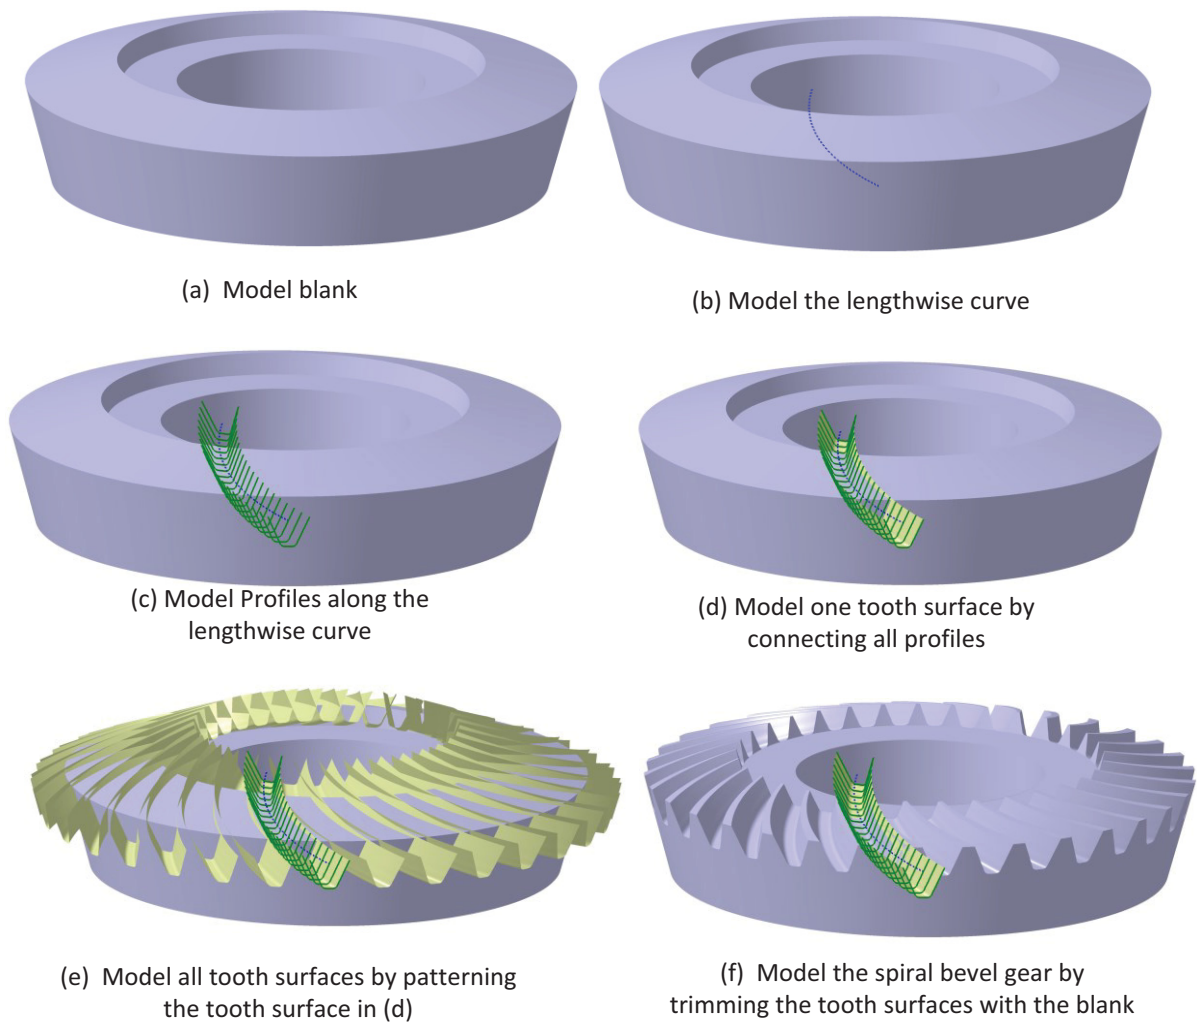 (a) Model blank
(b) Model the lengthwise curve
(c) Model Profiles along the
lengthwise curve
(d) Model one tooth surface by
connecting all profiles
(e) Model all tooth surfaces by patterning
the tooth surface in (d)
(f) Model the spiral bevel gear by
trimming the tooth surfaces with the blank